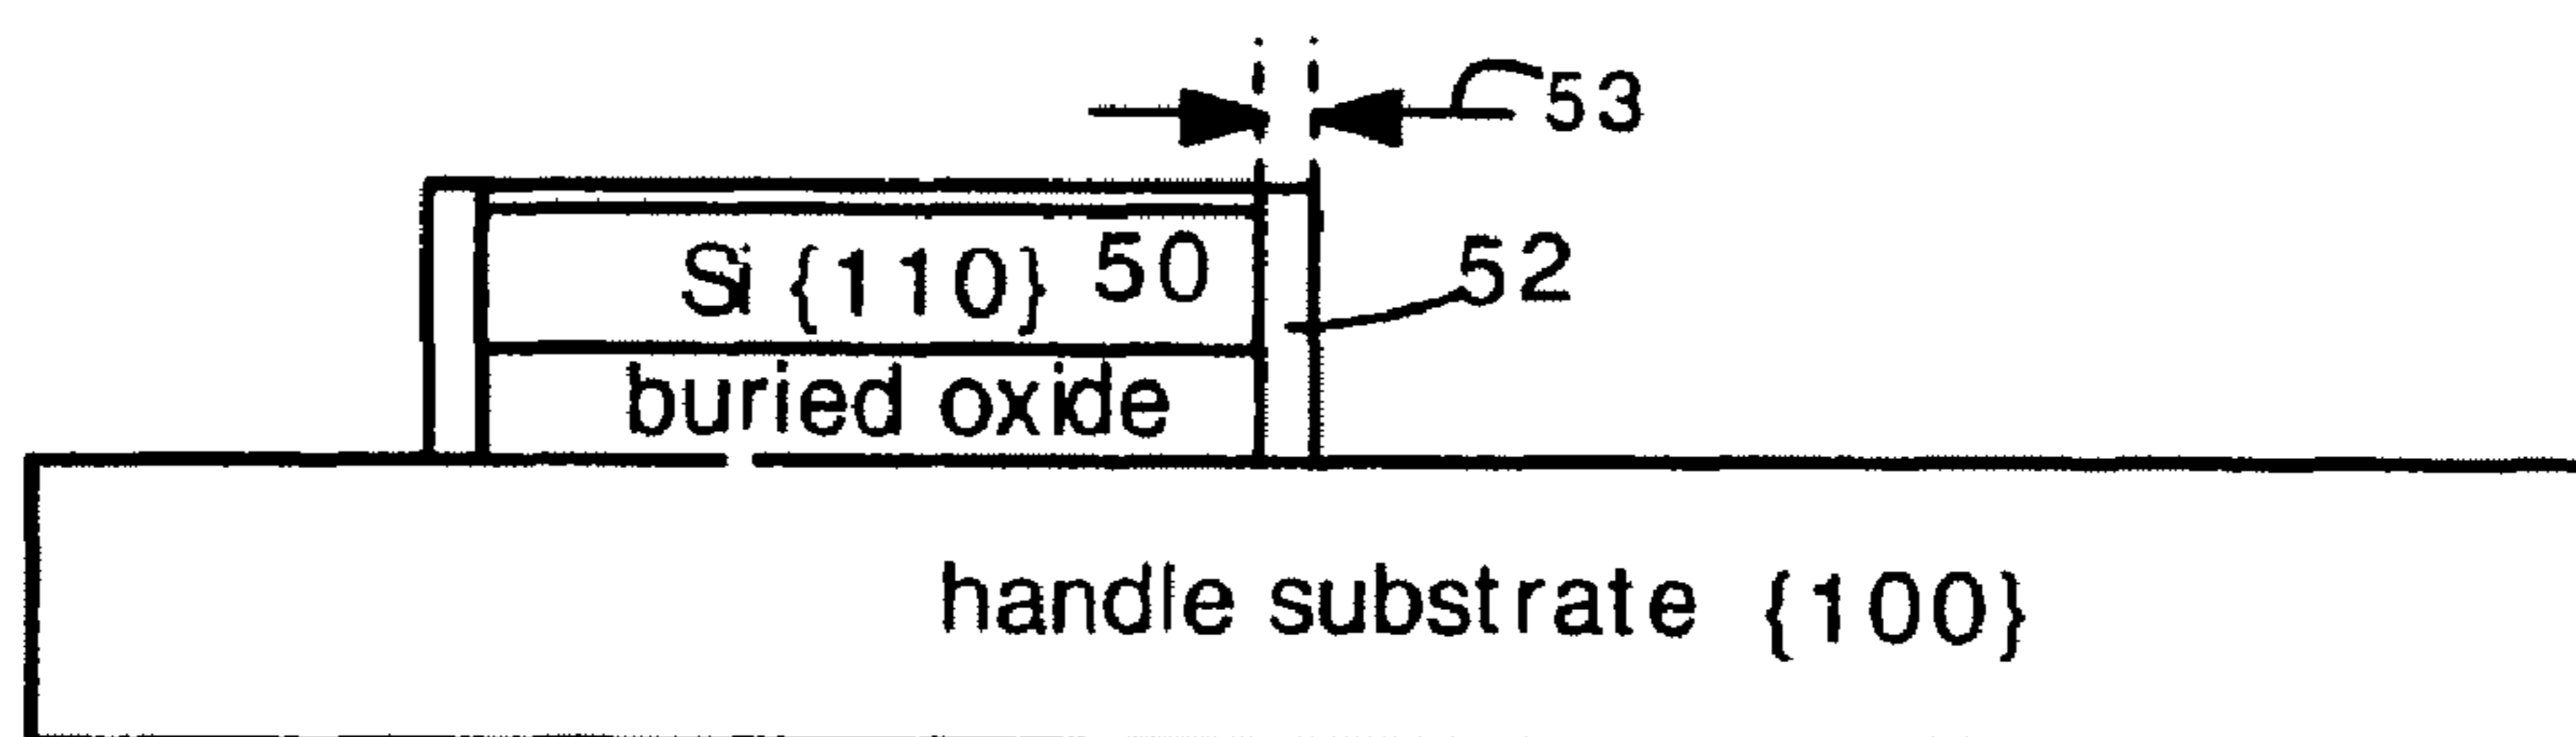 53
Si {110} 50
52
buried oxide
handle substrate {100}